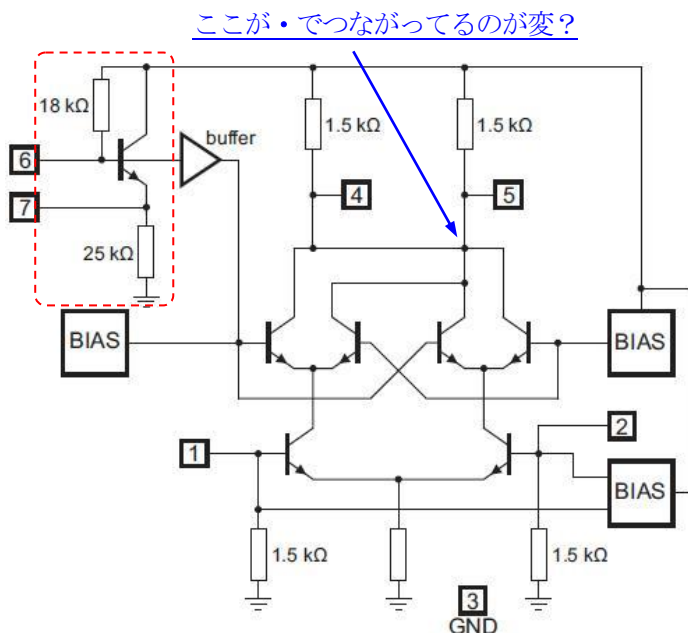 ここが・でつながってるのが変？
18 kΩ
1.5 kΩ
1.5 kΩ
buffer
6
4
5
7
25 kΩ
BIAS
BIAS
1
2
BIAS
1.5 kΩ
1.5 kΩ
3
GND